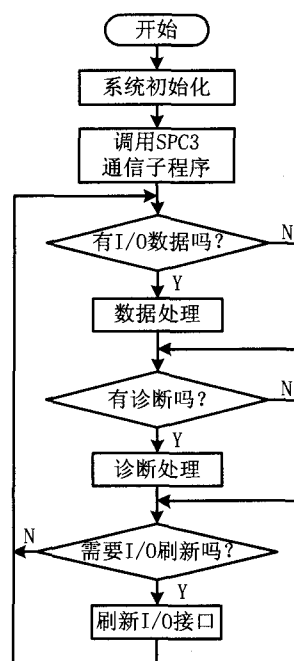 开始
系统初始化
调用SPC3
通信子程序
有I/O数据吗?
N
Y
数据处理
有诊断吗?
N
Y
诊断处理
N
需要I/O刷新吗?
Y
刷新I/O接口